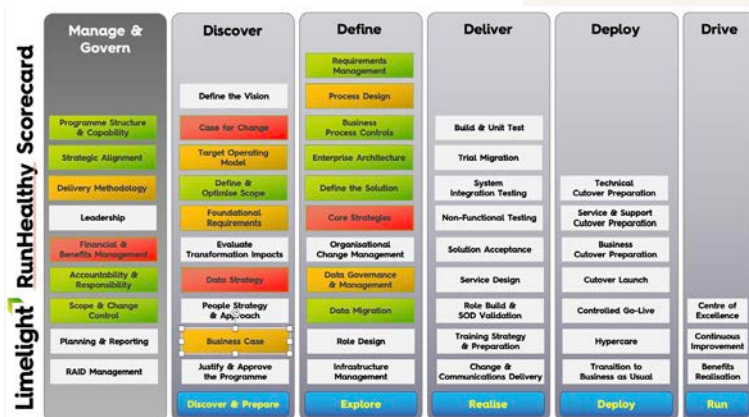 Limelight RunHealthy Scorecard
Manage &
Govern
Programme Structure
& Capability
Strategic Alignment
Delivery Methodology
Leadership
Financial &
Benefits Management
Accountability &
Responsibility
Scope & Change
Control
Planning & Reporting
RAID Management
Discover
Define the Vision
Case for Change
Target Operating
Model
Define &
Optimise Scope
Foundational
Requirements
Evaluate
Transformation Impacts
Data Strategy
People Strategy
& Approach
Business Case
Justify & Approve
the Programme
Discover & Prepare
Define
Requirements
Management
Process Design
Business
Process Controls
Enterprise Architecture
Define the Solution
Core Strategies
Organisational
Change Management
Data Governance
& Management
Data Migration
Role Design
Infrastructure
Management
Explore
Deliver
Build & Unit Test
Trial Migration
System
Integration Testing
Non-Functional Testing
Solution Acceptance
Service Design
Role Build &
SOD Validation
Training Strategy
& Preparation
Change &
Communications Delivery
Realise
Deploy
Technical
Cutover Preparation
Service & Support
Cutover Preparation
Business
Cutover Preparation
Cutover Launch
Controlled Go-Live
Hypercare
Transition to
Business as Usual
Deploy
Drive
Centre of
Excellence
Continuous
Improvement
Benefits
Realisation
Run